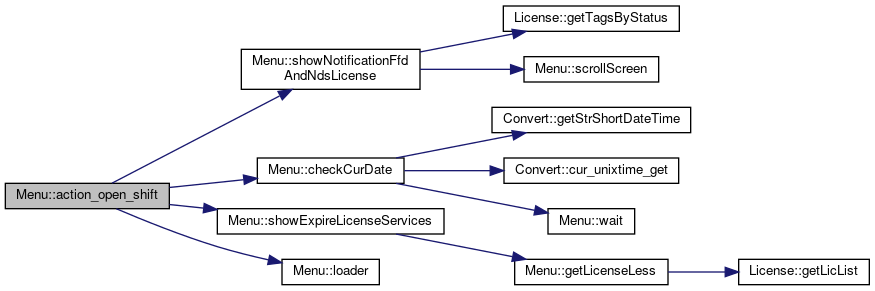 License::getTagsByStatus
Menu::showNotificationFfd
AndNdsLicense
Menu::scrollScreen
Convert::getStrShortDateTime
Menu::checkCurDate
Convert::cur_unixtime_get
Menu::action_open_shift
Menu::showExpireLicenseServices
Menu::wait
Menu::loader
Menu::getLicenseLess
License::getLicList